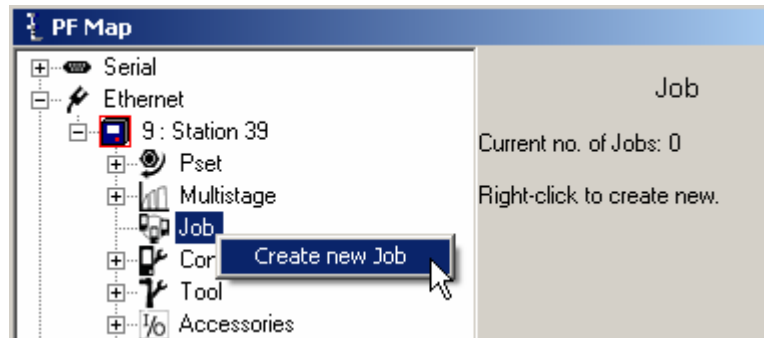 PF Map
Serial
Ethernet
9 : Station 39
Pset
Multistage
Job
Create new Job
Con
Tool
I/o Accessories
Job
Current no. of Jobs: 0
Right-click to create new.